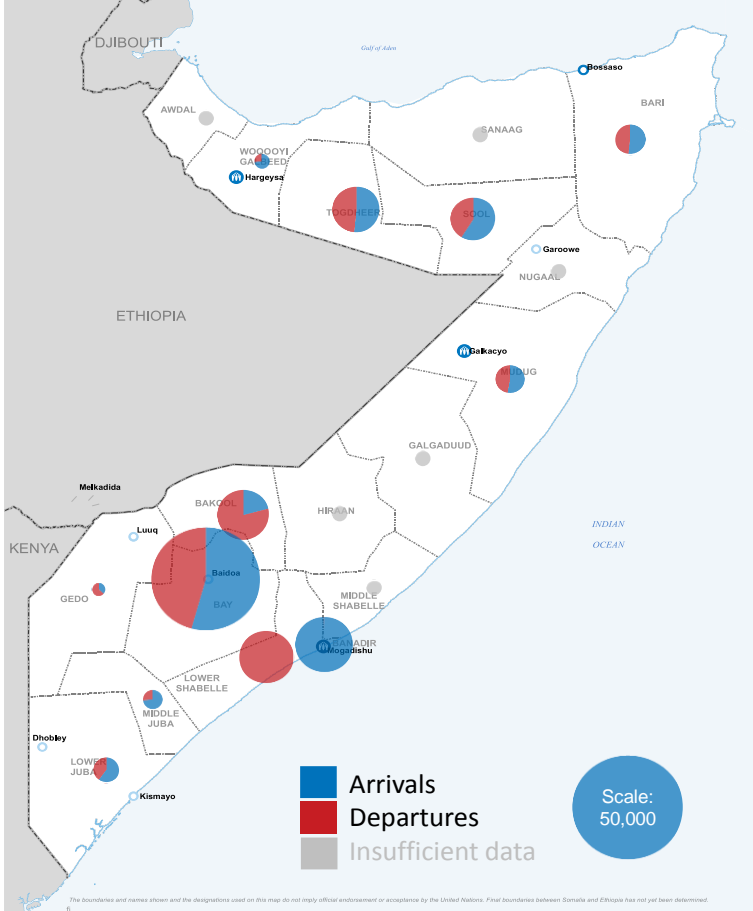 DJIBOUTI
Gulf of Aden
Bossaso
BARI
AWDAL
SANAAG
WOOOOYI
GALBEED
Hargeysa
TOGDHEER
SOOL
Garoowe
NUGAAL
ETHIOPIA
Galkacyo
MUDUG
GALGADUUD
Melkadida
BAKOOL
HIRAAN
INDIAN
OCEAN
Luuq
KENYA
Baidoa
BAY
GEDO
MIDDLE
SHABELLE
BANADIR
Mogadishu
LOWER
SHABELLE
MIDDLE
JUBA
Dhobley
LOWER
JUBA
Kismayo
Arrivals
Departures
Insufficient data
Scale:
50,000
The boundaries and names shown and the designations used on this map do not imply official endorsement or acceptance by the United Nations. Final boundaries between Somalia and Ethiopia has not yet been determined.
6